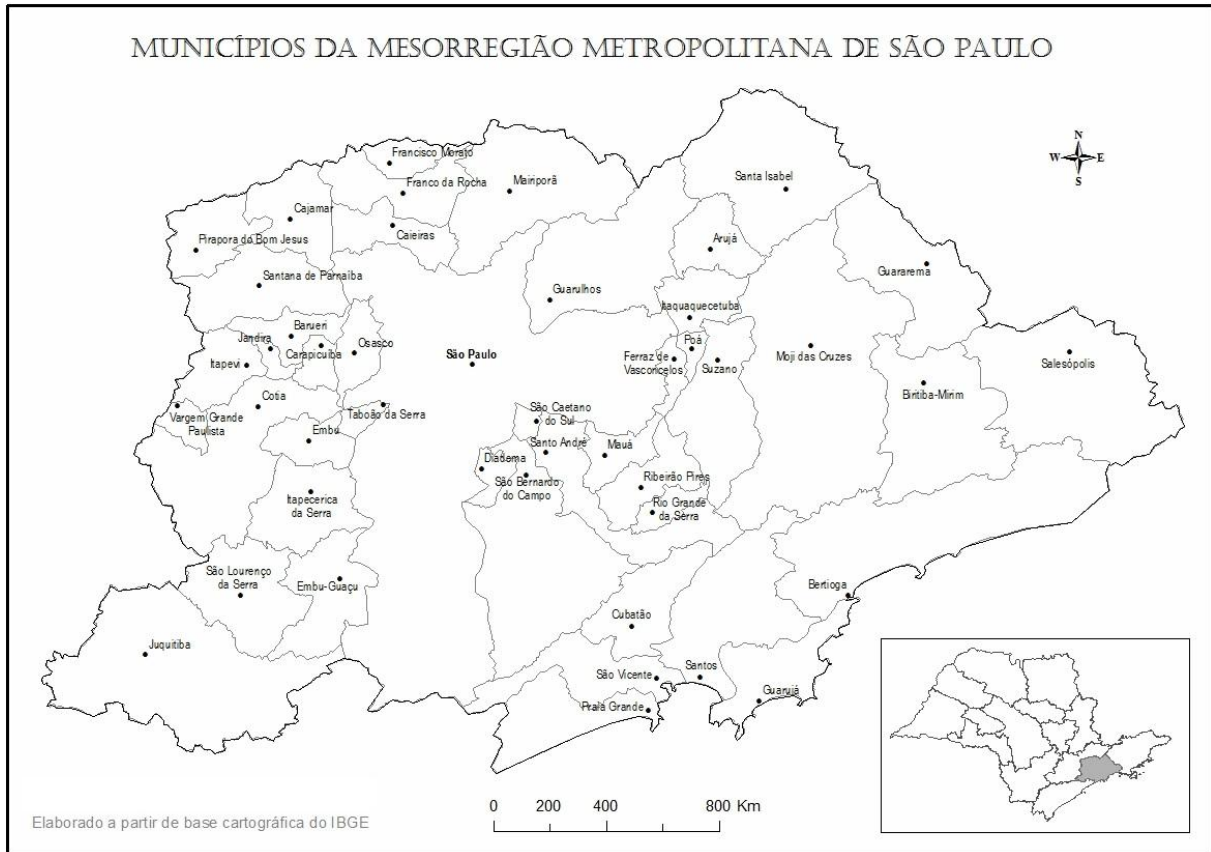 MUNICÍPIOS DA MESORREGIÃO METROPOLITANA DE SÃO PAULO
N
W E
S
Francisco Morato
Franco da Rocha
Mairiporã
Santa Isabel
Cajamar
Caieiras
Pirapora do Bom Jesus
Arujá
Guararema
Santana de Parnaíba
Guarulhos
Itaquaquecetuba
Barueri
Jandira
Carapicuíba
Osasco
Itapevi
São Paulo
Poá
Ferraz de
Vasconcelos
Suzano
Moji das Cruzes
Salesópolis
Biritiba-Mirim
Cotia
Vargem Grande
Paulista
Taboão da Serra
Embu
São Caetano
do Sul
Santo André
Mauá
Diadema
São Bernardo
do Campo
Ribeirão Pires
Rio Grande
da Serra
Itapecerica
da Serra
São Lourenço
da Serra
Embu-Guaçu
Bertioga
Cubatão
Juquitiba
São Vicente
Santos
Guarujá
Praia Grande
0 200 400 800 Km
Elaborado a partir de base cartográfica do IBGE